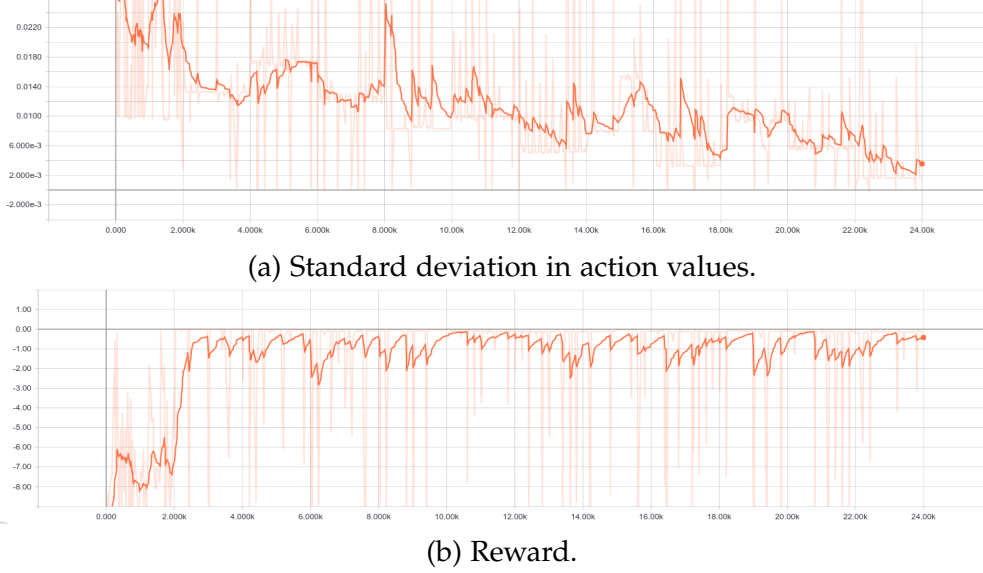 0.0220
0.0180
0.0140
0.0100
6.000e-3
2.000e-3
-2.000e-3
0.000 2.000k 4.000k 6.000k 8.000k 10.00k 12.00k 14.00k 16.00k 18.00k 20.00k 22.00k 24.00k
(a) Standard deviation in action values.
1.00
0.00
-1.00
-2.00
-3.00
-4.00
-5.00
-6.00
-7.00
-8.00
0.000 2.000k 4.000k 6.000k 8.000k 10.00k 12.00k 14.00k 16.00k 18.00k 20.00k 22.00k 24.00k
(b) Reward.